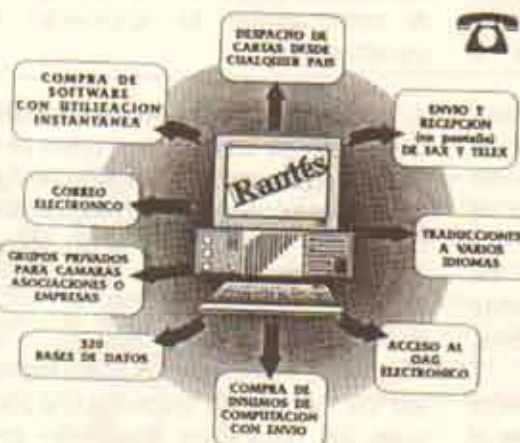 DESPACHO DE
CARTAS DESDE
CUALQUIER PAIS
COMPRA DE
SOFTWARE
CON UTILIZACION
INSTANTANEA
ENVIO Y
RECEPCION
(en pantalla)
DE FAX Y TELEX
Rantés
CORREO
ELECTRONICO
TRADUCCIONES
A VARIOS
IDIOMAS
GRUPOS PRIVADOS
PARA CAMARAS
ASOCIACIONES O
EMPRESAS
320
BASES DE DATOS
ACCESO AL
OAG
ELECTRONICO
COMPRA DE
INSUMOS DE
COMPUTACION
CON ENVIO